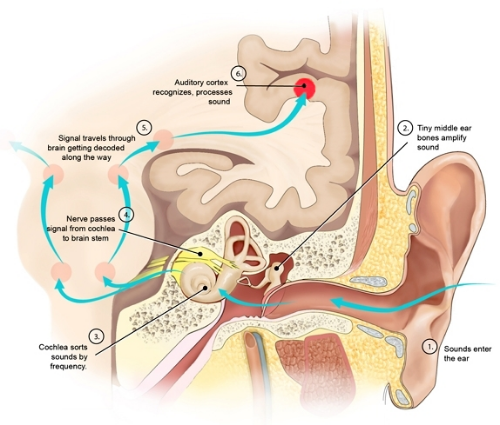 6.
Auditory cortex
recognizes, processes
sound
5.
Signal travels through
brain getting decoded
along the way
2.
Tiny middle ear
bones amplify
sound
4.
Nerve passes
signal from cochlea
to brain stem
3.
Cochlea sorts
sounds by
frequency.
1.
Sounds enter
the ear